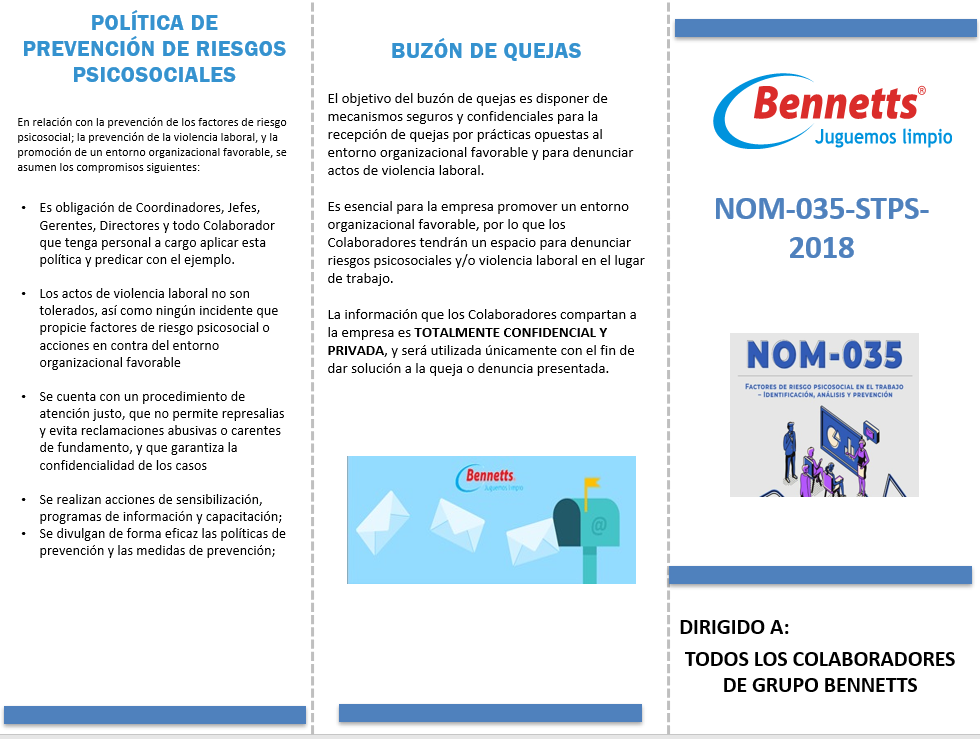 POLÍTICA DE
PREVENCIÓN DE RIESGOS
PSICOSOCIALES
En relación con la prevención de los factores de riesgo
psicosocial; la prevención de la violencia laboral, y la
promoción de un entorno organizacional favorable, se
asumen los compromisos siguientes:
• Es obligación de Coordinadores, Jefes,
Gerentes, Directores y todo Colaborador
que tenga personal a cargo aplicar esta
política y predicar con el ejemplo.
• Los actos de violencia laboral no son
tolerados, así como ningún incidente que
propicie factores de riesgo psicosocial o
acciones en contra del entorno
organizacional favorable
• Se cuenta con un procedimiento de
atención justo, que no permite represalias
y evita reclamaciones abusivas o carentes
de fundamento, y que garantiza la
confidencialidad de los casos
• Se realizan acciones de sensibilización,
programas de información y capacitación;
• Se divulgan de forma eficaz las políticas de
prevención y las medidas de prevención;
BUZÓN DE QUEJAS
El objetivo del buzón de quejas es disponer de
mecanismos seguros y confidenciales para la
recepción de quejas por prácticas opuestas al
entorno organizacional favorable y para denunciar
actos de violencia laboral.
Es esencial para la empresa promover un entorno
organizacional favorable, por lo que los
Colaboradores tendrán un espacio para denunciar
riesgos psicosociales y/o violencia laboral en el lugar
de trabajo.
La información que los Colaboradores compartan a
la empresa es TOTALMENTE CONFIDENCIAL Y
PRIVADA, y será utilizada únicamente con el fin de
dar solución a la queja o denuncia presentada.
Bennetts
Juguemos limpio
@
Bennetts®
Juguemos limpio
NOM-035-STPS-
2018
NOM-035
FACTORES DE RIESGO PSICOSOCIAL EN EL TRABAJO
– IDENTIFICACIÓN, ANÁLISIS Y PREVENCIÓN
DIRIGIDO A:
TODOS LOS COLABORADORES
DE GRUPO BENNETTS